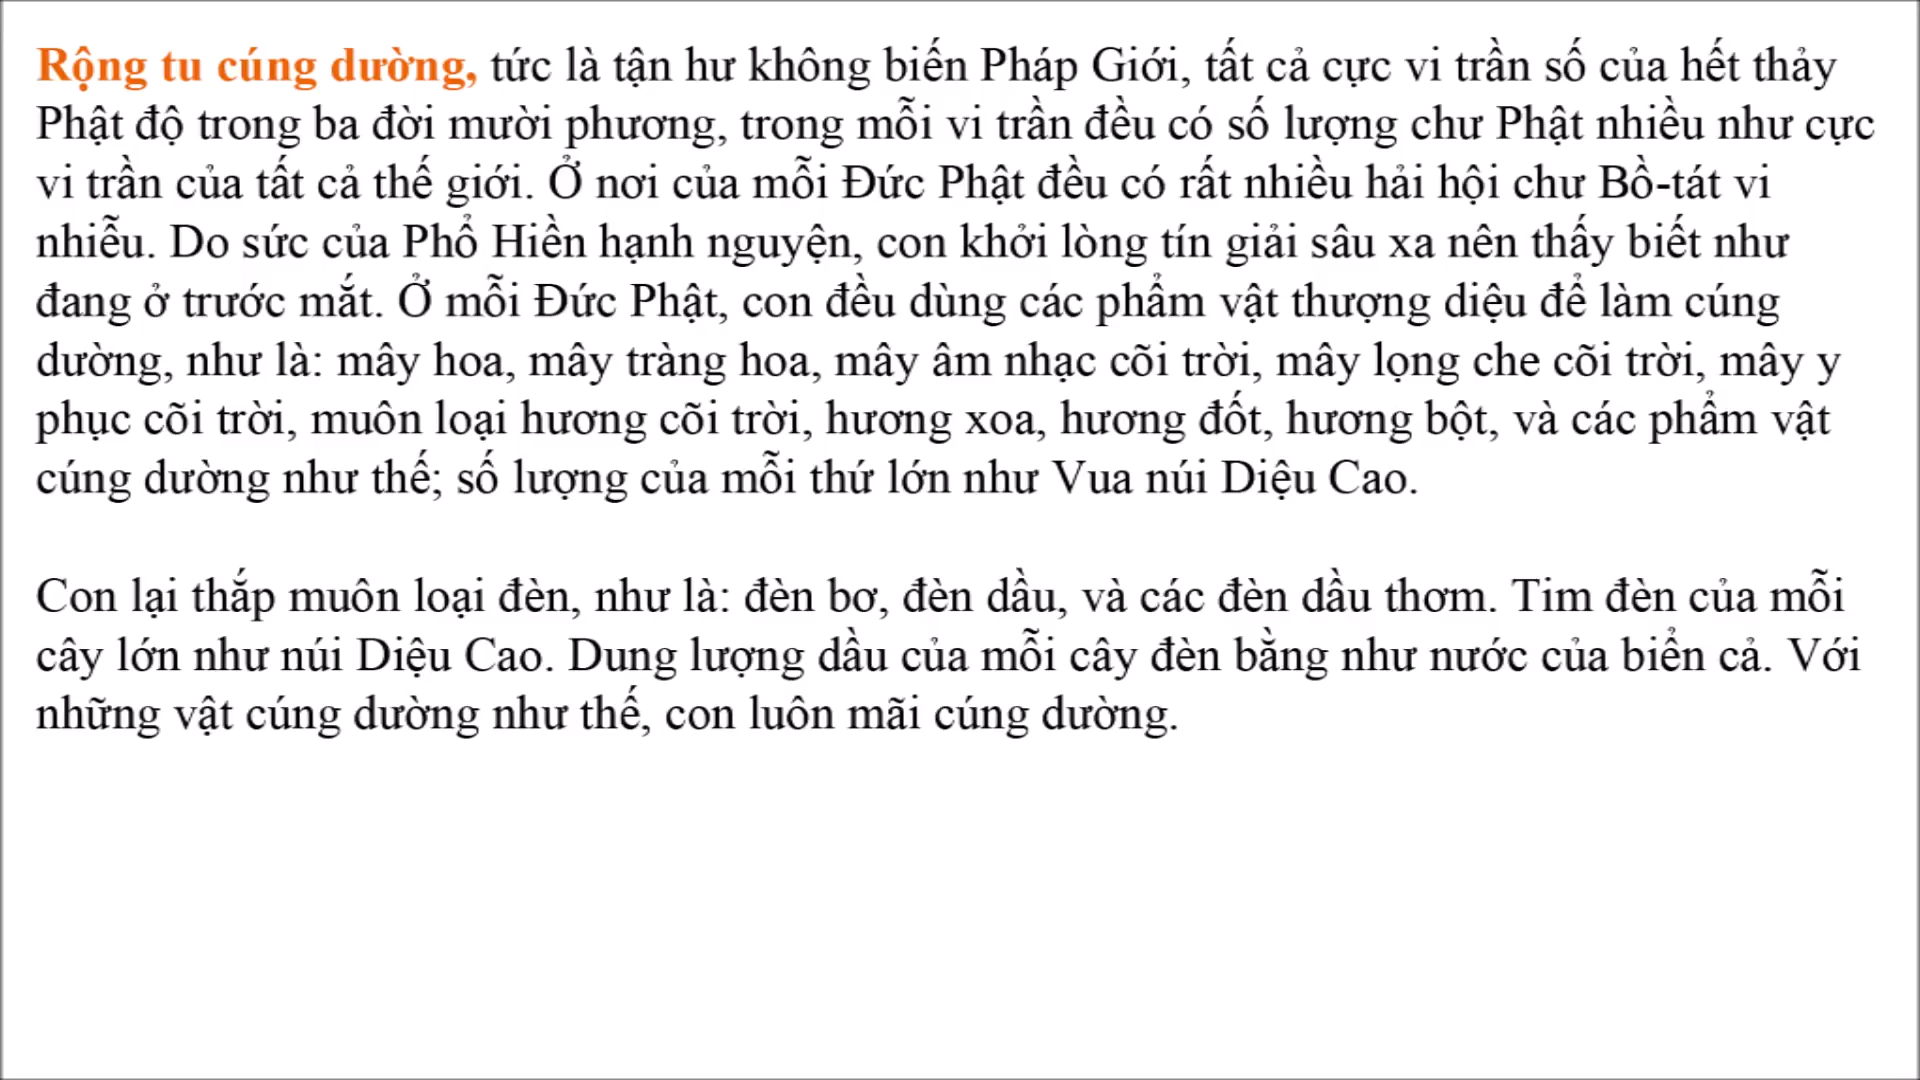 Rộng tu cúng dường, tức là tận hư không biến Pháp Giới, tất cả cực vi trần số của hết thảy
Phật độ trong ba đời mười phương, trong mỗi vi trần đều có số lượng chư Phật nhiều như cực
vi trần của tất cả thế giới. Ở nơi của mỗi Đức Phật đều có rất nhiều hải hội chư Bồ-tát vi
nhiễu. Do sức của Phổ Hiền hạnh nguyện, con khởi lòng tín giải sâu xa nên thấy biết như
đang ở trước mắt. Ở mỗi Đức Phật, con đều dùng các phẩm vật thượng diệu để làm cúng
dường, như là: mây hoa, mây tràng hoa, mây âm nhạc cõi trời, mây lọng che cõi trời, mây y
phục cõi trời, muôn loại hương cõi trời, hương xoa, hương đốt, hương bột, và các phẩm vật
cúng dường như thế; số lượng của mỗi thứ lớn như Vua núi Diệu Cao.
Con lại thắp muôn loại đèn, như là: đèn bơ, đèn dầu, và các đèn dầu thơm. Tim đèn của mỗi
cây lớn như núi Diệu Cao. Dung lượng dầu của mỗi cây đèn bằng như nước của biển cả. Với
những vật cúng dường như thế, con luôn mãi cúng dường.